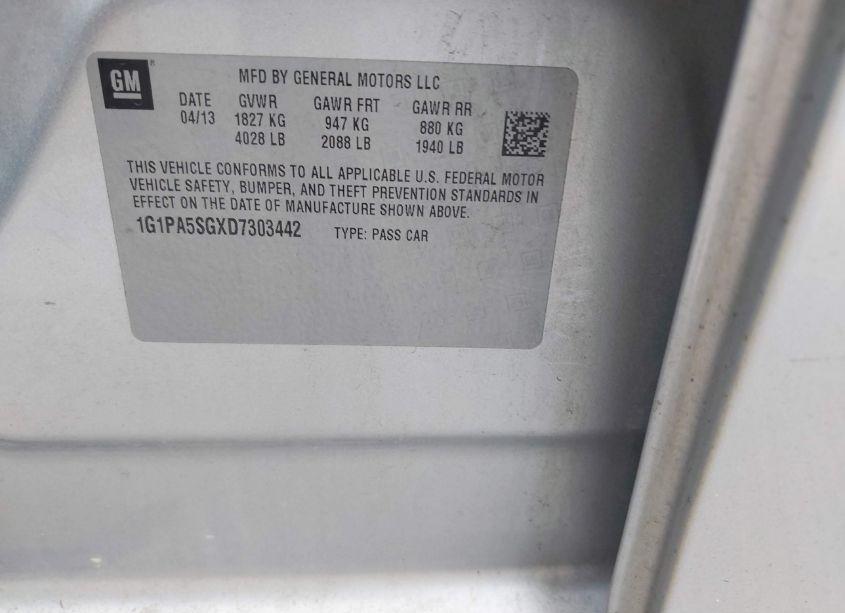 GM
MFD BY GENERAL MOTORS LLC
DATE GVWR GAWR FRT GAWR RR
04/13 1827 KG 947 KG 880 KG
4028 LB 2088 LB 1940 LB
THIS VEHICLE CONFORMS TO ALL APPLICABLE U.S. FEDERAL MOTOR
VEHICLE SAFETY, BUMPER, AND THEFT PREVENTION STANDARDS IN
EFFECT ON THE DATE OF MANUFACTURE SHOWN ABOVE.
1G1PA5SGXD7303442 TYPE: PASS CAR